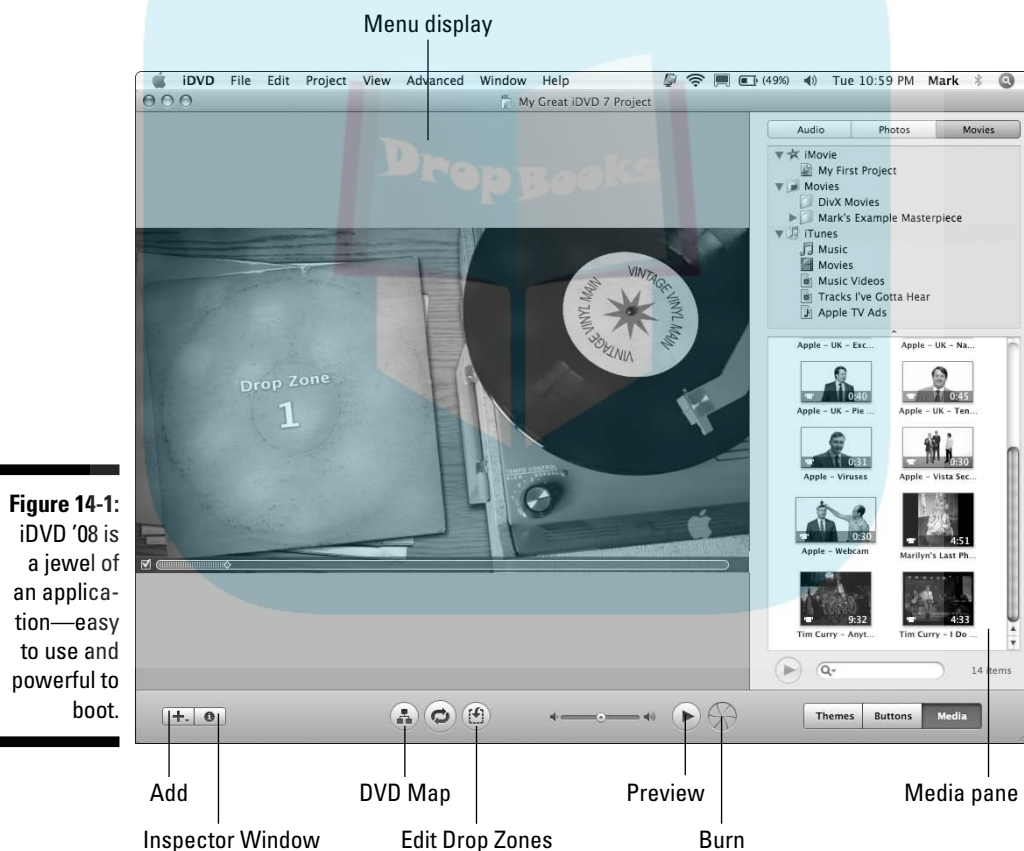 Menu display
iDVD File Edit Project View Advanced Window Help (49%) Tue 10:59 PM Mark
My Great iDVD 7 Project
Audio Photos Movies
iMovie
My First Project
Movies
DivX Movies
Mark's Example Masterpiece
iTunes
Music
Movies
Music Videos
Tracks I've Gotta Hear
Apple TV Ads
DropBooks
VINTAGE VINYL MAIN
VINTAGE VINYL MAIN
Drop Zone
1
TEMPO CONTROL
Apple - UK - Exc... Apple - UK - Na...
0:40 0:45
Apple - UK - Pie ... Apple - UK - Ten...
0:31 0:30
Apple - Viruses Apple - Vista Sec...
0:30 4:51
Apple - Webcam Marilyn's Last Ph...
9:32 4:33
Tim Curry - Anyt... Tim Curry - I Do ...
14 items
Themes Buttons Media
Figure 14-1:
iDVD '08 is
a jewel of
an applica-
tion—easy
to use and
powerful to
boot.
Add DVD Map Preview Media pane
Inspector Window Edit Drop Zones Burn